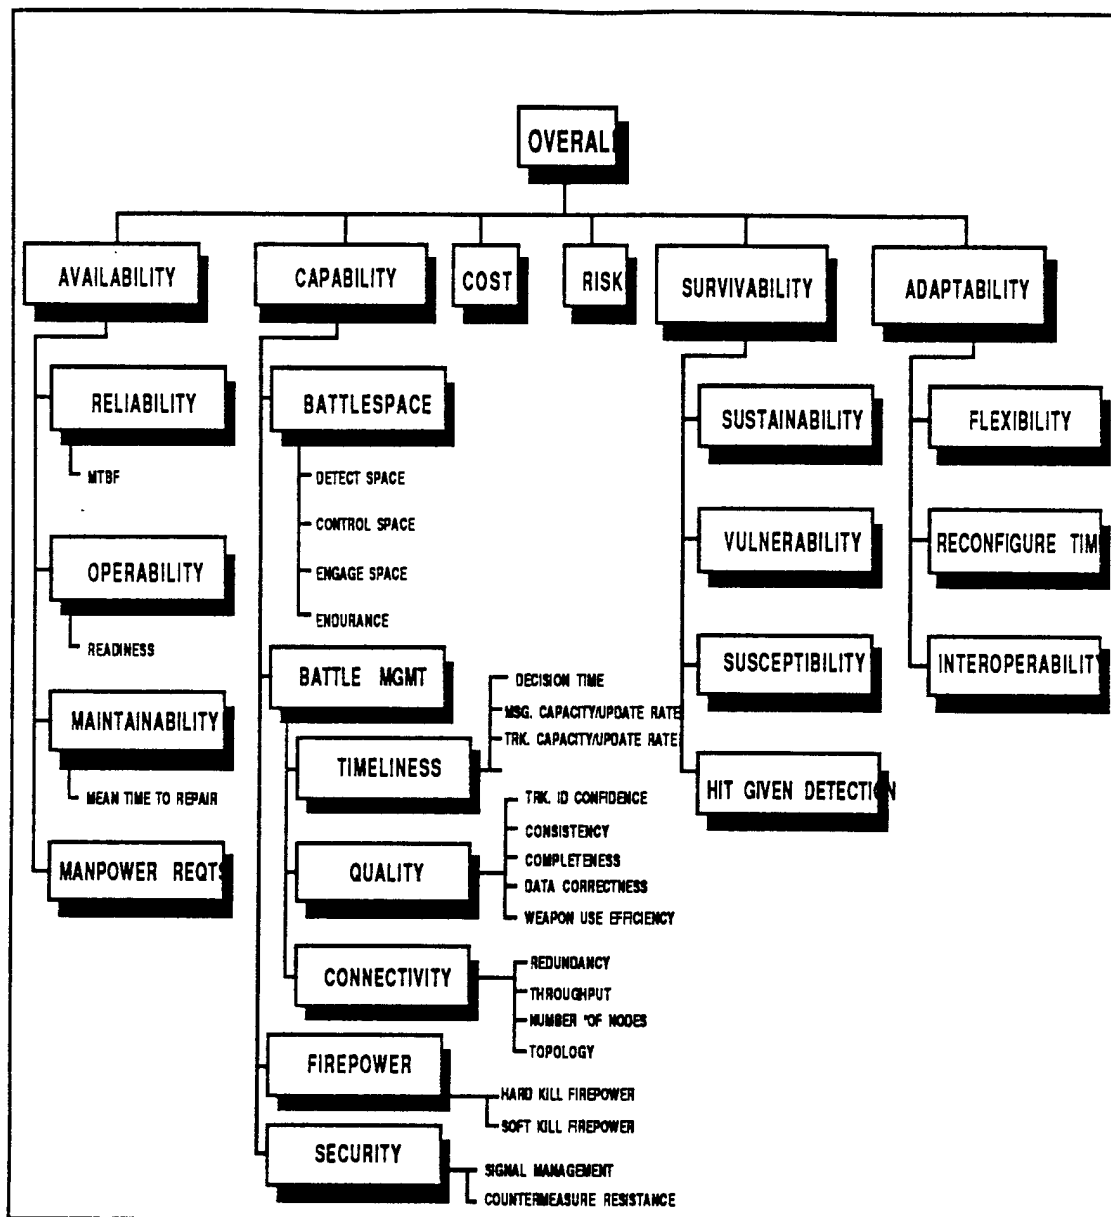 OVERAL
AVAILABILITY
CAPABILITY
COST
RISK
SURVIVABILITY
ADAPTABILITY
RELIABILITY
MTBF
OPERABILITY
READINESS
MAINTAINABILITY
MEAN TIME TO REPAIR
MANPOWER REQTS
BATTLESPACE
DETECT SPACE
CONTROL SPACE
ENGAGE SPACE
ENDURANCE
BATTLE MGMT
TIMELINESS
DECISION TIME
MSG. CAPACITY/UPDATE RATE
TRK. CAPACITY/UPDATE RATE
QUALITY
TRK. ID CONFIDENCE
CONSISTENCY
COMPLETENESS
DATA CORRECTNESS
WEAPON USE EFFICIENCY
CONNECTIVITY
REDUNDANCY
THROUGHPUT
NUMBER "OF NODES
TOPOLOGY
FIREPOWER
HARD KILL FIREPOWER
SOFT KILL FIREPOWER
SECURITY
SIGNAL MANAGEMENT
COUNTERMEASURE RESISTANCE
SUSTAINABILITY
VULNERABILITY
SUSCEPTIBILITY
HIT GIVEN DETECTION
FLEXIBILITY
RECONFIGURE TIM
INTEROPERABILITY